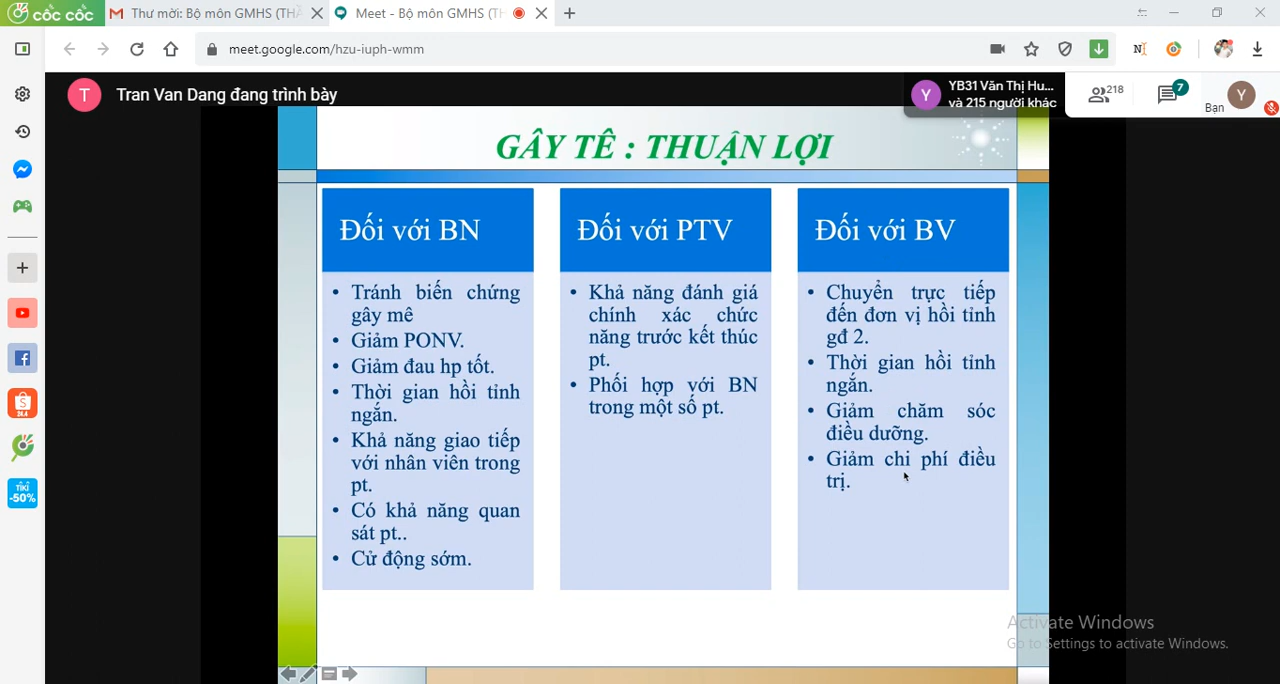 cốc cốc
Thư mời: Bộ môn GMHS (TH
Meet - Bộ môn GMHS (TH
meet.google.com/hzu-iuph-wmm
T
Tran Van Dang đang trình bày
Y
YB31 Văn Thị Hu...
và 215 người khác
218
7
Bạn
Y
GÂY TÊ : THUẬN LỢI
Đối với BN
• Tránh biến chứng
gây mê
• Giảm PONV.
• Giảm đau hp tốt.
• Thời gian hồi tỉnh
ngắn.
• Khả năng giao tiếp
với nhân viên trong
pt.
• Có khả năng quan
sát pt..
• Cử động sớm.
Đối với PTV
• Khả năng đánh giá
chính xác chức
năng trước kết thúc
pt.
• Phối hợp với BN
trong một số pt.
Đối với BV
• Chuyển trực tiếp
đến đơn vị hồi tỉnh
gđ 2.
• Thời gian hồi tỉnh
ngắn.
• Giảm chăm sóc
điều dưỡng.
• Giảm chi phí điều
trị.
24.4
TIKI
-50%
Activate Windows
Go to Settings to activate Windows.